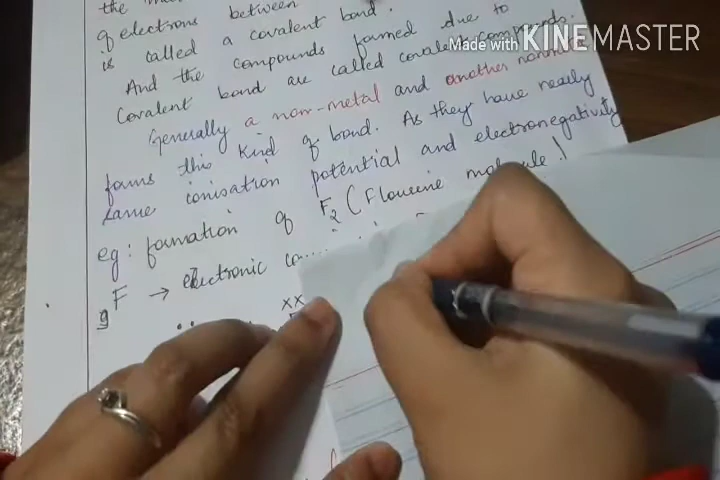 of electrons between
is called a covalent bond.
And the compounds formed due to
covalent bond are called covalent compounds.
Generally a non-metal and another nonmetal
forms this kind of bond. As they have nearly
same ionisation potential and electronegativity
eg: formation of F2 (Flourine molecule)
9F → electronic
xx
Made with KINEMASTER